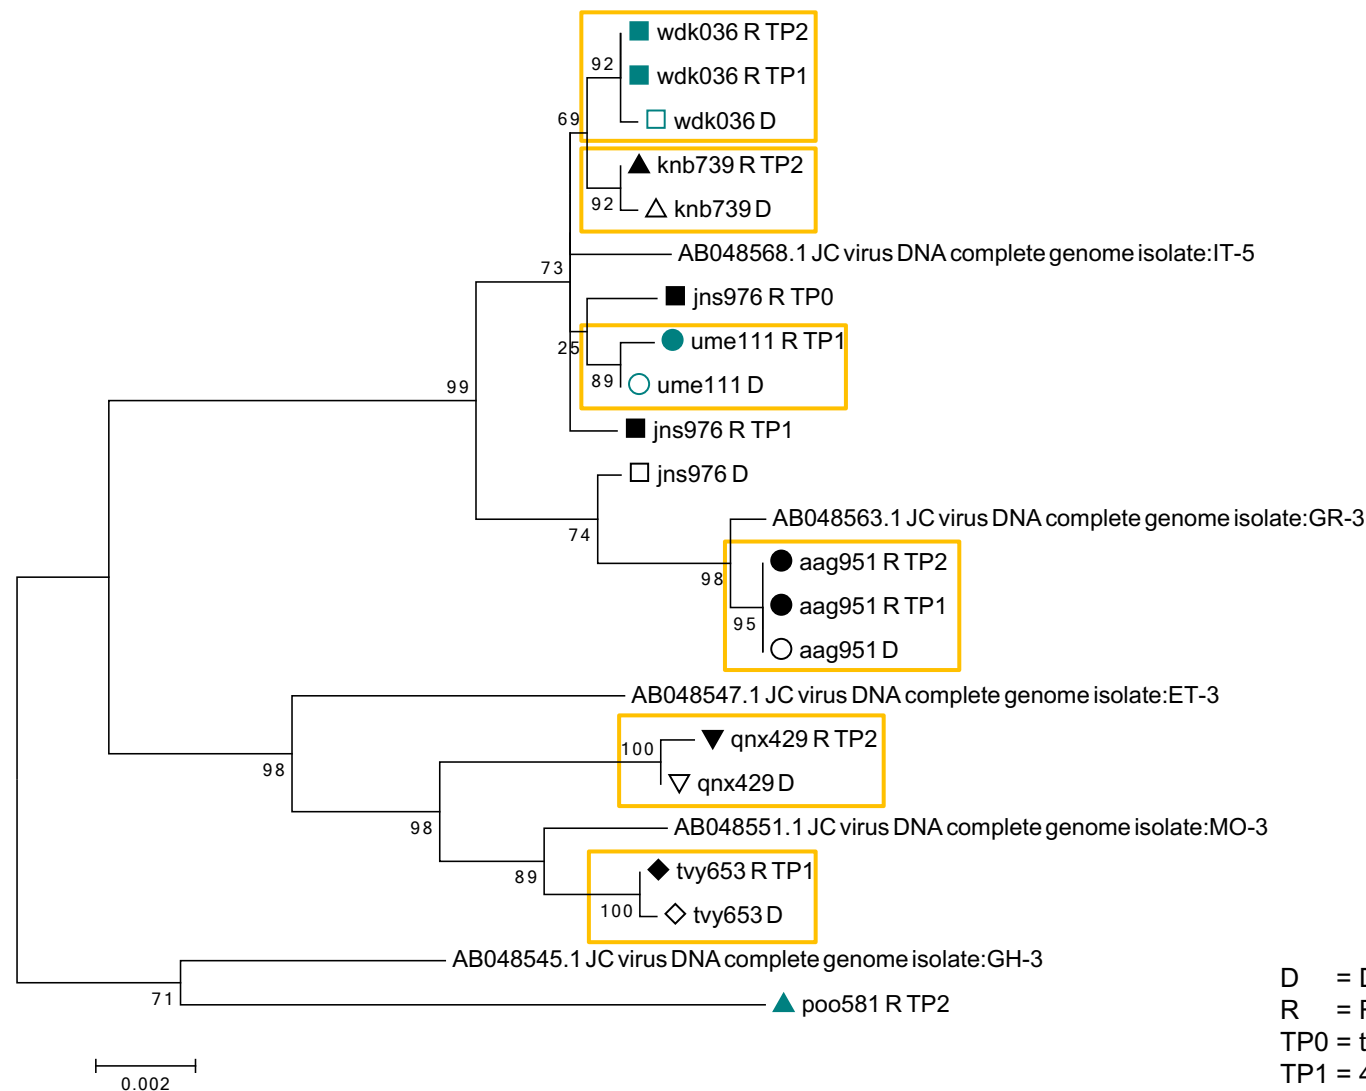 wdk036 R TP2
92
wdk036 R TP1
69
wdk036 D
knb739 R TP2
92
knb739 D
AB048568.1 JC virus DNA complete genome isolate:IT-5
73
jns976 R TP0
25
ume111 R TP1
89
ume111 D
99
jns976 R TP1
jns976 D
74
AB048563.1 JC virus DNA complete genome isolate:GR-3
98
aag951 R TP2
aag951 R TP1
95
aag951 D
AB048547.1 JC virus DNA complete genome isolate:ET-3
98
100
qnx429 R TP2
qnx429 D
98
AB048551.1 JC virus DNA complete genome isolate:MO-3
89
tvy653 R TP1
100
tvy653 D
AB048545.1 JC virus DNA complete genome isolate:GH-3
71
poo581 R TP2
D =
R =
TP0 = t
TP1 = 4
0.002